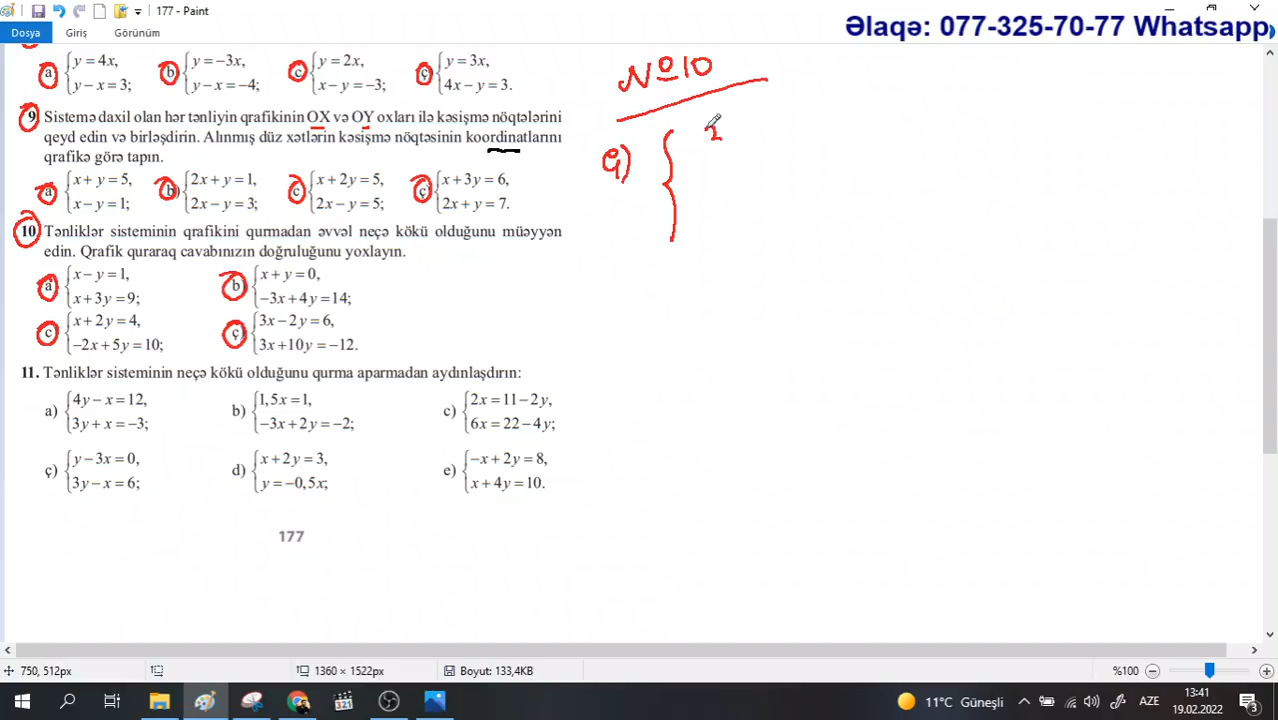 177 - Paint
Əlaqə: 077-325-70-77 Whatsapp
Dosya Giriş Görünüm
a) {y = 4x, y − x = 3; b) {y = −3x, y − x = −4; c) {y = 2x, x − y = −3; ç) {y = 3x, 4x − y = 3.
9 Sistemə daxil olan hər tənliyin qrafikinin OX və OY oxları ilə kəsişmə nöqtələrini
qeyd edin və birləşdirin. Alınmış düz xətlərin kəsişmə nöqtəsinin koordinatlarını
qrafikə görə tapın.
a) {x + y = 5, x − y = 1; b) {2x + y = 1, 2x − y = 3; c) {x + 2y = 5, 2x − y = 5; ç) {x + 3y = 6, 2x + y = 7.
10 Tənliklər sisteminin qrafikini qurmadan əvvəl neçə kökü olduğunu müəyyən
edin. Qrafik quraraq cavabınızın doğruluğunu yoxlayın.
a) {x − y = 1, x + 3y = 9; b) {x + y = 0, −3x + 4y = 14;
c) {x + 2y = 4, −2x + 5y = 10; ç) {3x − 2y = 6, 3x + 10y = −12.
11. Tənliklər sisteminin neçə kökü olduğunu qurma aparmadan aydınlaşdırın:
a) {4y − x = 12, 3y + x = −3; b) {1,5x = 1, −3x + 2y = −2; c) {2x = 11 − 2y, 6x = 22 − 4y;
ç) {y − 3x = 0, 3y − x = 6; d) {x + 2y = 3, y = −0,5x; e) {−x + 2y = 8, x + 4y = 10.
177
№10
a) {
750, 512px 1360 × 1522px Boyut: 133,4KB %100
11°C Güneşli AZE 13:41
19.02.2022